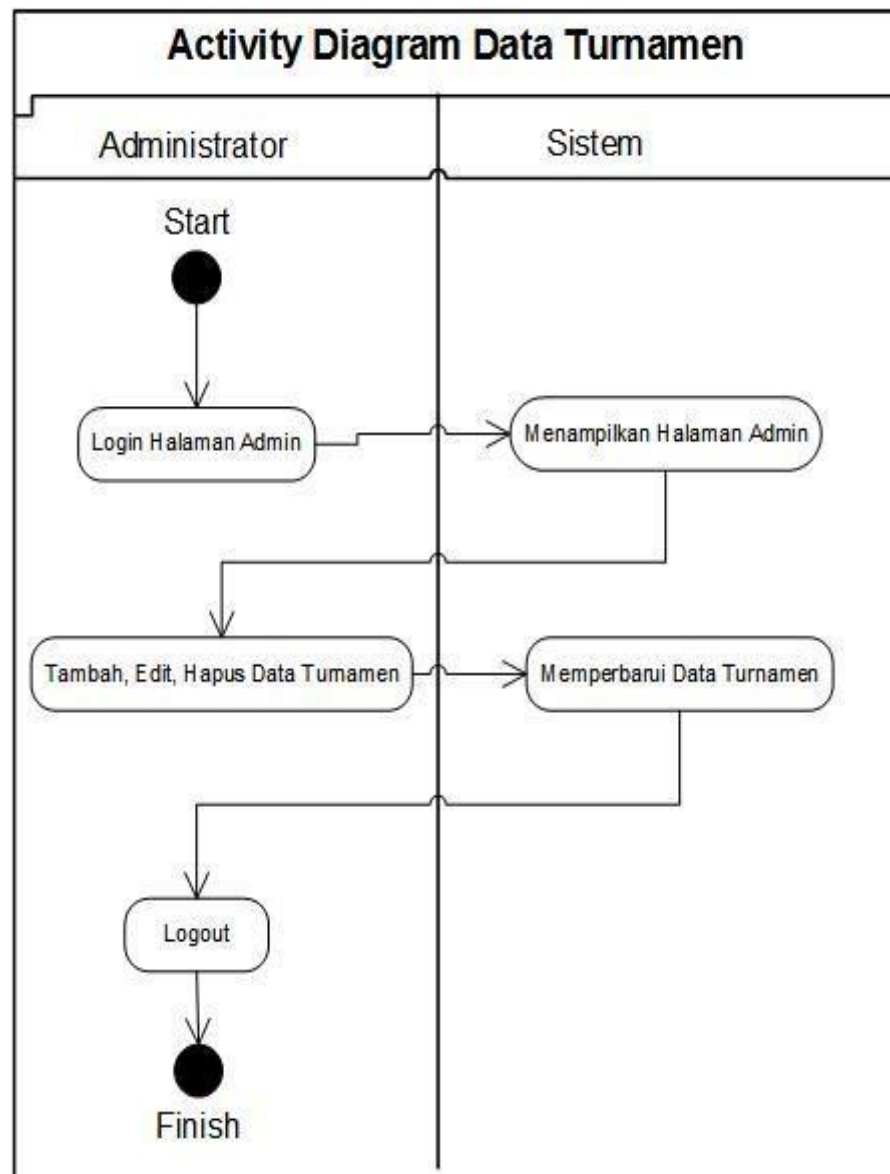 Activity Diagram Data Turnamen
Administrator
Sistem
Start
Login Halaman Admin
Menampilkan Halaman Admin
Tambah, Edit, Hapus Data Turnamen
Memperbarui Data Turnamen
Logout
Finish